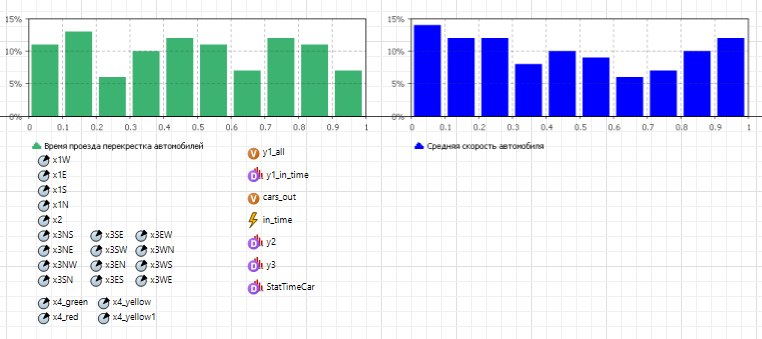 15%
10%
5%
0%
0 0.1 0.2 0.3 0.4 0.5 0.6 0.7 0.8 0.9 1
Время проезда перекрестка автомобилей
15%
10%
5%
0%
0 0.1 0.2 0.3 0.4 0.5 0.6 0.7 0.8 0.9 1
Средняя скорость автомобиля
x1W
x1E
x1S
x1N
x2
x3NS x3SE x3EW
x3NE x3SW x3WN
x3NW x3EN x3WS
x3SN x3ES x3WE
x4_green x4_yellow
x4_red x4_yellow1
V y1_all
D y1_in_time
V cars_out
in_time
D y2
D y3
D StatTimeCar